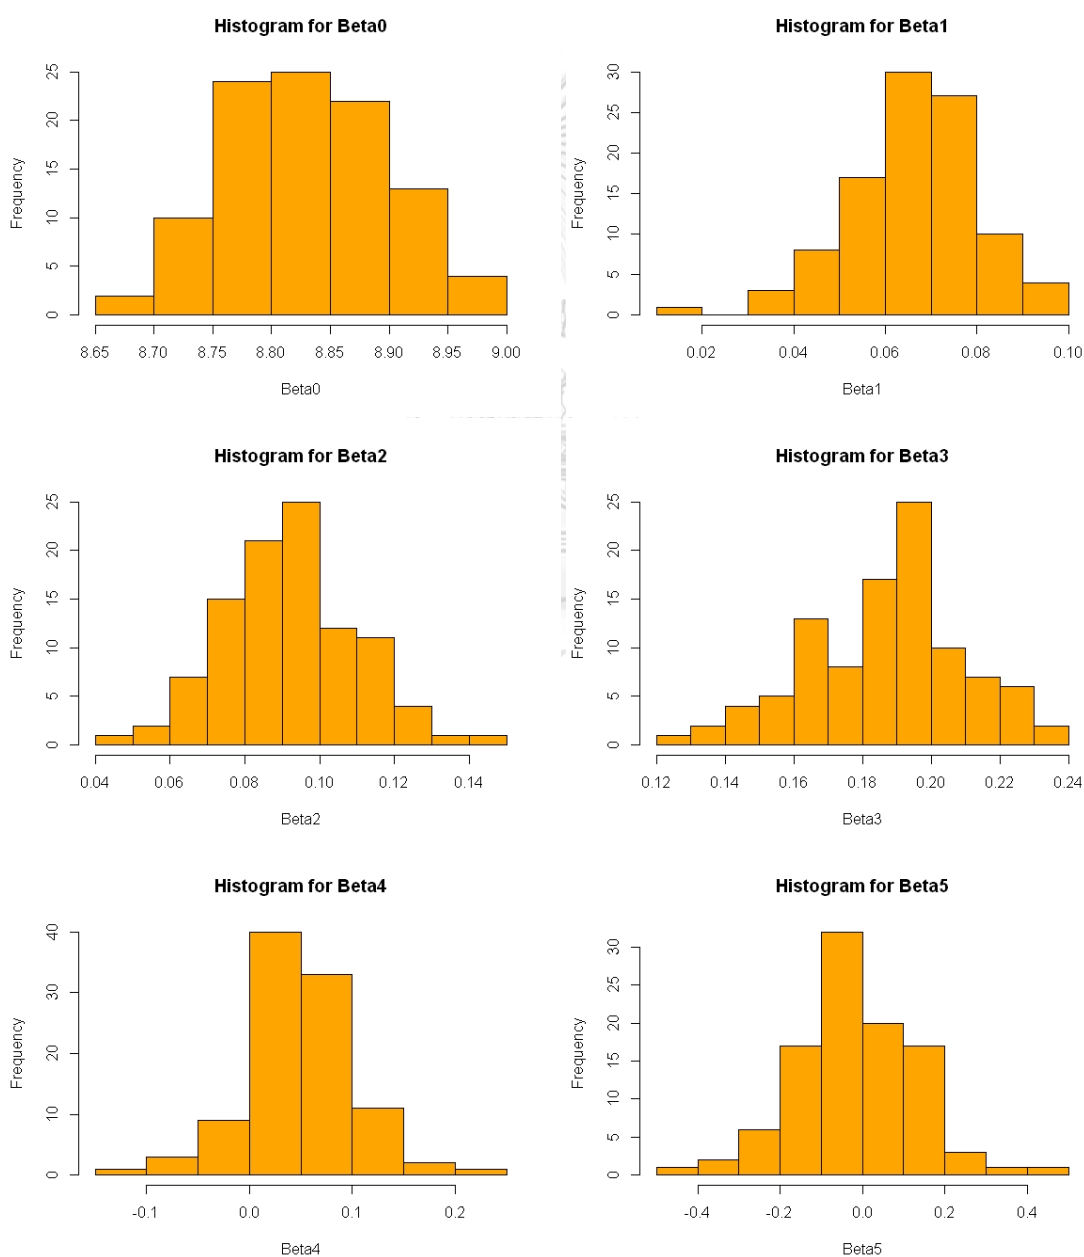 Histogram for Beta0
Frequency
25
20
15
10
5
0
8.65 8.70 8.75 8.80 8.85 8.90 8.95 9.00
Beta0
Histogram for Beta1
Frequency
30
25
20
15
10
5
0
0.02 0.04 0.06 0.08 0.10
Beta1
Histogram for Beta2
Frequency
25
20
15
10
5
0
0.04 0.06 0.08 0.10 0.12 0.14
Beta2
Histogram for Beta3
Frequency
25
20
15
10
5
0
0.12 0.14 0.16 0.18 0.20 0.22 0.24
Beta3
Histogram for Beta4
Frequency
40
30
20
10
0
-0.1 0.0 0.1 0.2
Beta4
Histogram for Beta5
Frequency
30
25
20
15
10
5
0
-0.4 -0.2 0.0 0.2 0.4
Beta5